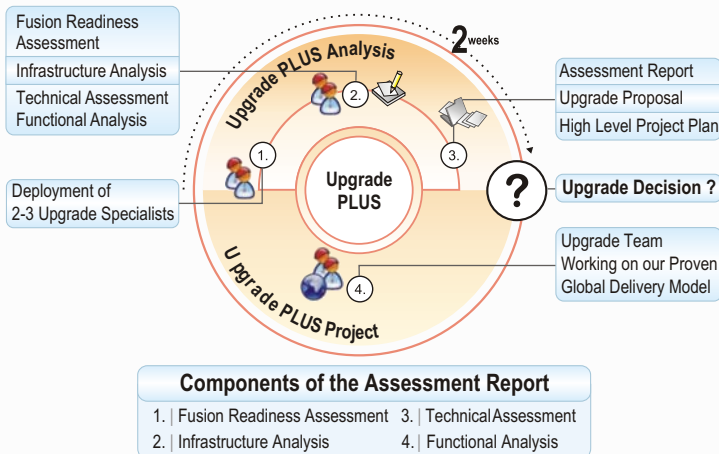 Fusion Readiness
Assessment
Infrastructure Analysis
Technical Assessment
Functional Analysis
Deployment of
2-3 Upgrade Specialists
Upgrade PLUS Analysis
2 weeks
1.
2.
3.
Upgrade
PLUS
?
Assessment Report
Upgrade Proposal
High Level Project Plan
Upgrade Decision ?
Upgrade Team
Working on our Proven
Global Delivery Model
4.
Upgrade PLUS Project
Components of the Assessment Report
1. | Fusion Readiness Assessment 3. | Technical Assessment
2. | Infrastructure Analysis 4. | Functional Analysis